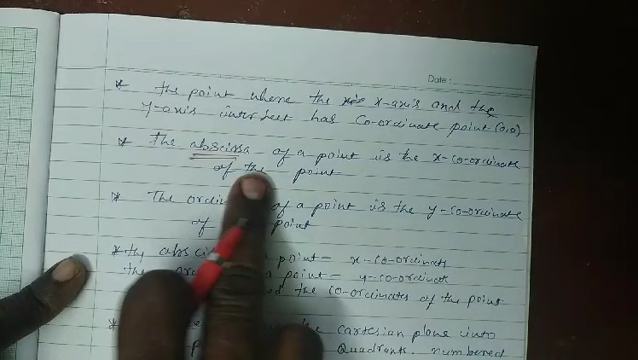 Date:
* the point where the x-axis and the
y-axis intersect has co-ordinate point (0,0)
* The abscissa of a point is the x-co-ordinate
of the point
* The of a point is the y-co-ordinate
of point
* a point = x-co-ordinate
a point = y-co-ordinate
the co-ordinates of the point
* the cartesian plane into
Quadrants numbered